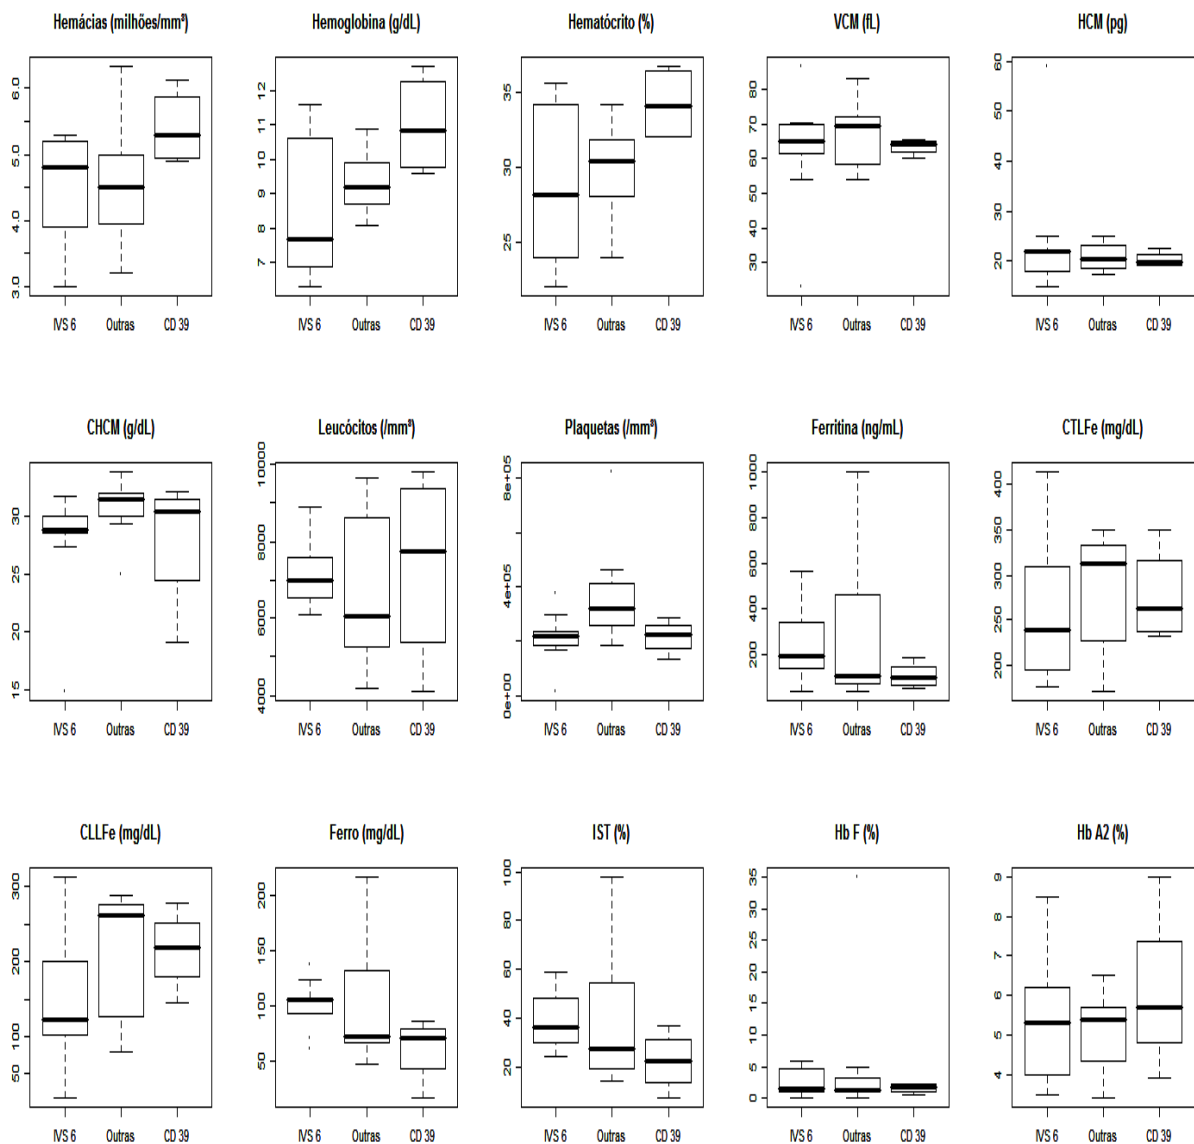 Hemácias (milhões/mm³) Hemoglobina (g/dL) Hematócrito (%) VCM (fL) HCM (pg)
3.0 4.0 5.0 6.0
7 8 9 10 11 12
25 30 35
30 40 50 60 70 80
20 30 40 50 60
IVS 6 Outras CD 39 IVS 6 Outras CD 39 IVS 6 Outras CD 39 IVS 6 Outras CD 39 IVS 6 Outras CD 39
CHCM (g/dL) Leucócitos (/mm³) Plaquetas (/mm³) Ferritina (ng/mL) CTLFe (mg/dL)
15 20 25 30
4000 6000 8000 10000
0e+00 4e+05 8e+05
200 400 600 800 1000
200 250 300 350 400
IVS 6 Outras CD 39 IVS 6 Outras CD 39 IVS 6 Outras CD 39 IVS 6 Outras CD 39 IVS 6 Outras CD 39
CLLFe (mg/dL) Ferro (mg/dL) IST (%) Hb F (%) Hb A2 (%)
50 100 200 300
50 100 150 200
20 40 60 80 100
0 5 10 15 20 25 30 35
4 5 6 7 8 9
IVS 6 Outras CD 39 IVS 6 Outras CD 39 IVS 6 Outras CD 39 IVS 6 Outras CD 39 IVS 6 Outras CD 39